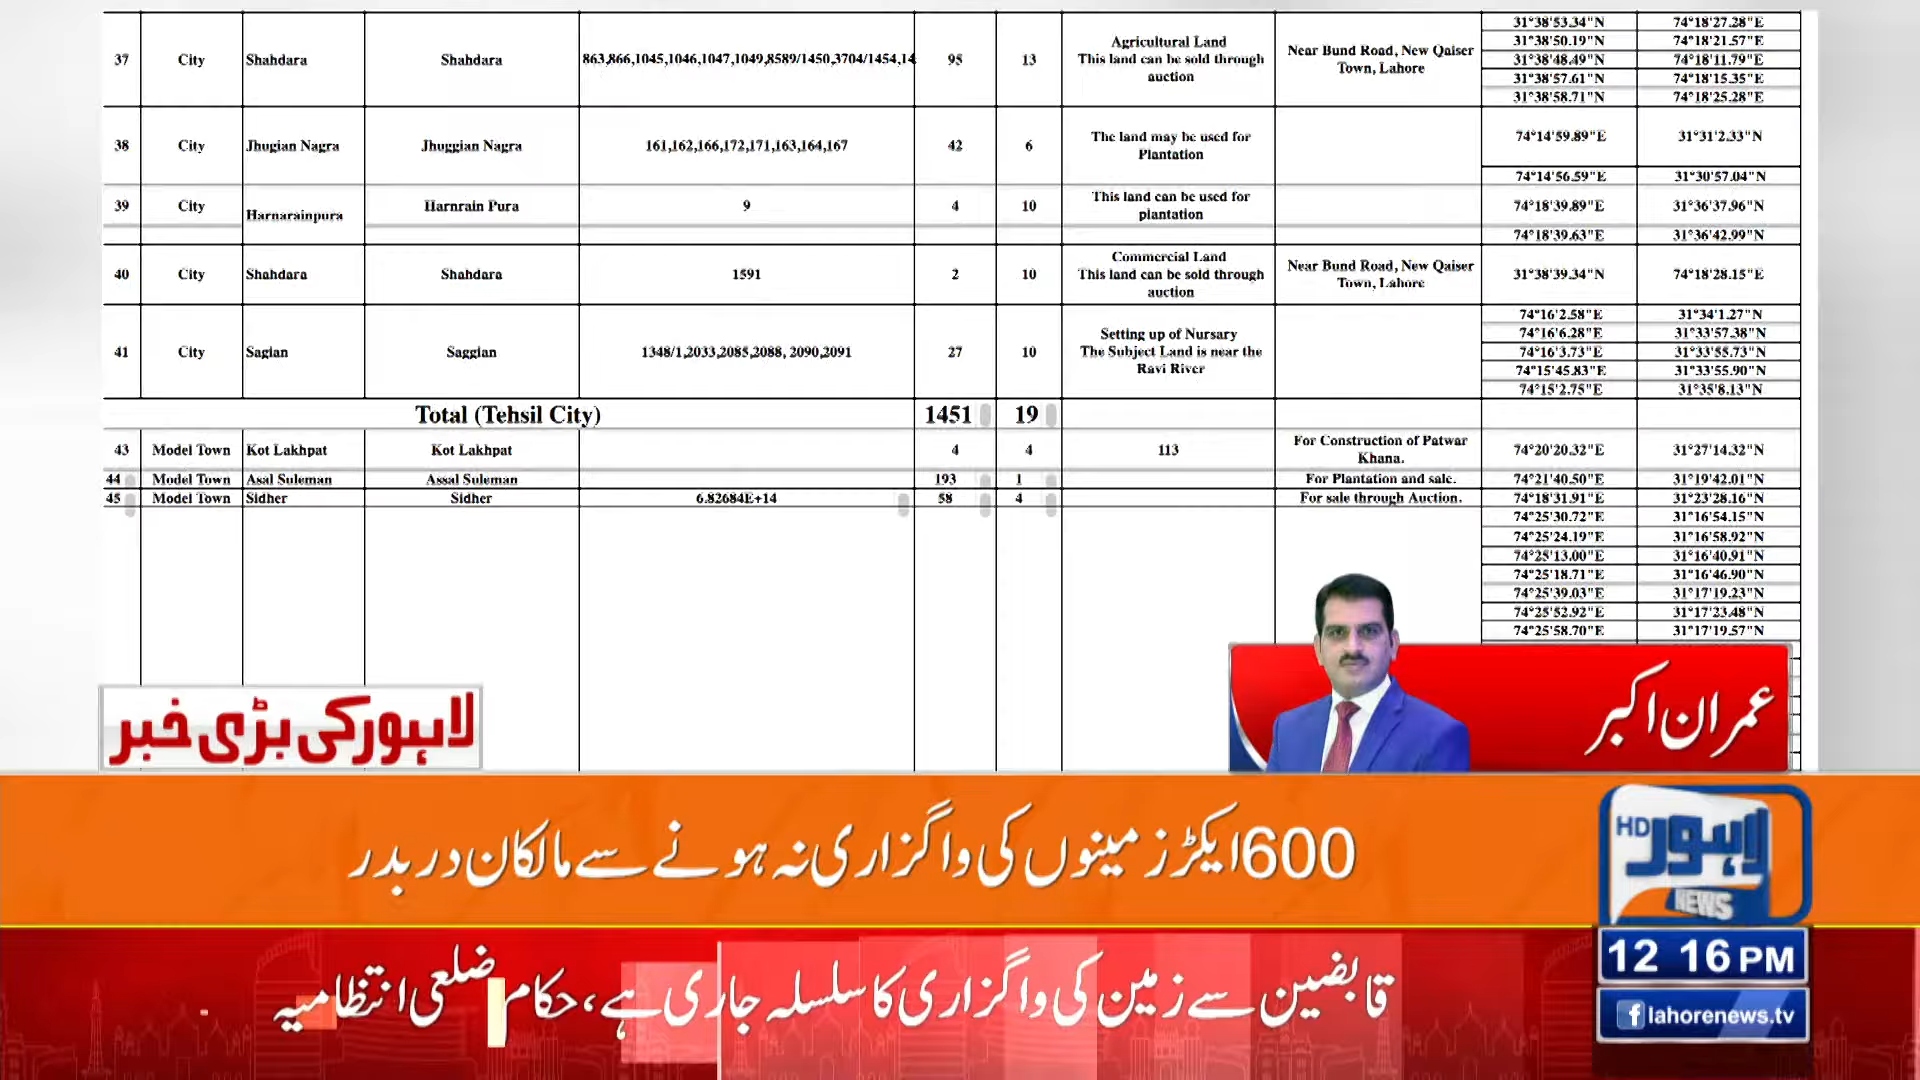 31°38'53.34"N 74°18'27.28"E
31°38'50.19"N 74°18'21.57"E
37 City Shahdara Shahdara 863,866,1045,1046,1047,1049,8589/1450,3704/1454,14 95 13 Agricultural Land This land can be sold through auction Near Bund Road, New Qaiser Town, Lahore 31°38'48.49"N 74°18'11.79"E
31°38'57.61"N 74°18'15.35"E
31°38'58.71"N 74°18'25.28"E
38 City Jhugian Nagra Jhuggian Nagra 161,162,166,172,171,163,164,167 42 6 The land may be used for Plantation 74°14'59.89"E 31°31'2.33"N
74°14'56.59"E 31°30'57.04"N
39 City Harnarainpura Harnrain Pura 9 4 10 This land can be used for plantation 74°18'39.89"E 31°36'37.96"N
74°18'39.63"E 31°36'42.99"N
40 City Shahdara Shahdara 1591 2 10 Commercial Land This land can be sold through auction Near Bund Road, New Qaiser Town, Lahore 31°38'39.34"N 74°18'28.15"E
74°16'2.58"E 31°34'1.27"N
74°16'6.28"E 31°33'57.38"N
41 City Sagian Saggian 1348/1,2033,2085,2088, 2090,2091 27 10 Setting up of Nursary The Subject Land is near the Ravi River 74°16'3.73"E 31°33'55.73"N
74°15'45.83"E 31°33'55.90"N
74°15'2.75"E 31°35'8.13"N
Total (Tehsil City) 1451 19
43 Model Town Kot Lakhpat Kot Lakhpat 4 4 113 For Construction of Patwar Khana. 74°20'20.32"E 31°27'14.32"N
44 Model Town Asal Suleman Assal Suleman 193 1 For Plantation and sale. 74°21'40.50"E 31°19'42.01"N
45 Model Town Sidher Sidher 6.82684E+14 58 4 For sale through Auction. 74°18'31.91"E 31°23'28.16"N
74°25'30.72"E 31°16'54.15"N
74°25'24.19"E 31°16'58.92"N
74°25'13.00"E 31°16'40.91"N
74°25'18.71"E 31°16'46.90"N
74°25'39.03"E 31°17'19.23"N
74°25'52.92"E 31°17'23.48"N
74°25'58.70"E 31°17'19.57"N
عمران اکبر
لاہور کی بڑی خبر
600 ایکڑ زمینوں کی واگزاری نہ ہونے سے مالکان در بدر
HD لاہور
NEWS
قابضین سے زمین کی واگزاری کا سلسلہ جاری ہے، حکام ضلعی انتظامیہ
12 16 PM
lahorenews.tv